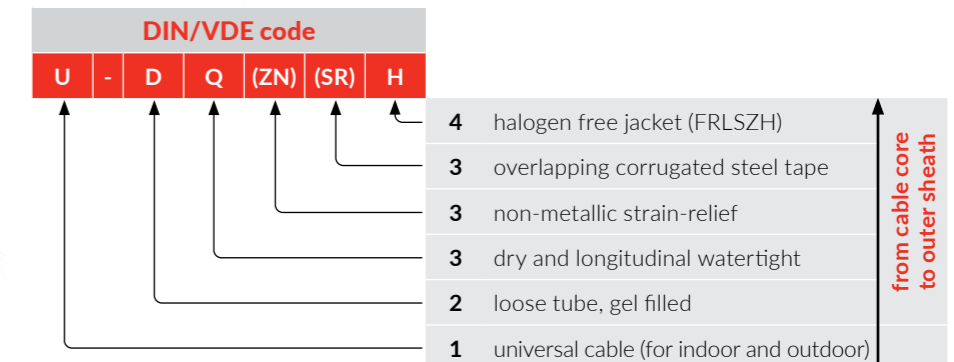 DIN/VDE code
U - D Q (ZN) (SR) H
4 halogen free jacket (FRLSZH)
3 overlapping corrugated steel tape
3 non-metallic strain-relief
3 dry and longitudinal watertight
2 loose tube, gel filled
1 universal cable (for indoor and outdoor)
from cable core
to outer sheath